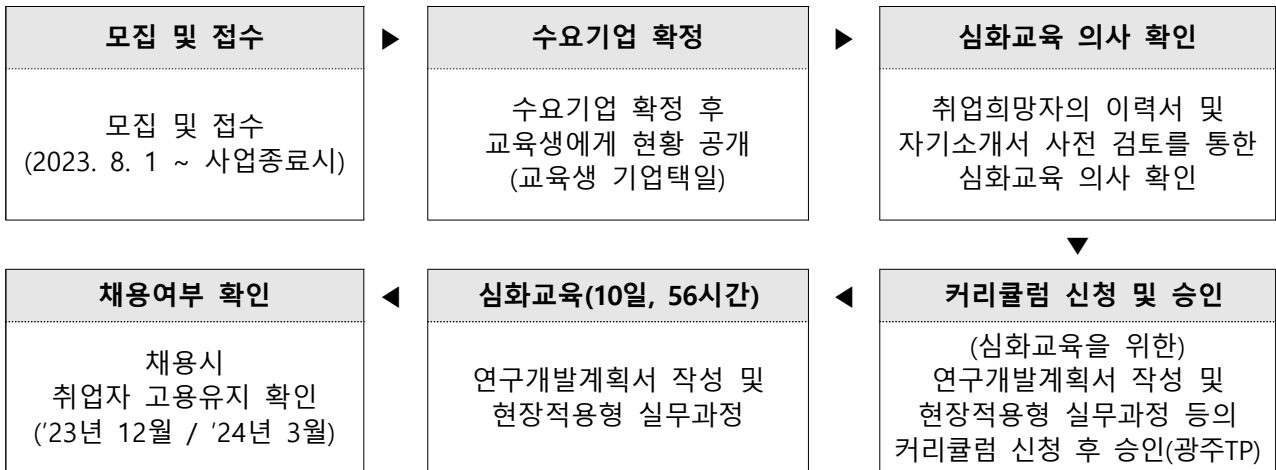 모집 및 접수
▶
수요기업 확정
▶
심화교육 의사 확인
모집 및 접수
(2023. 8. 1 ~ 사업종료시)
수요기업 확정 후
교육생에게 현황 공개
(교육생 기업택일)
취업희망자의 이력서 및
자기소개서 사전 검토를 통한
심화교육 의사 확인
▼
커리큘럼 신청 및 승인
◀
심화교육(10일, 56시간)
◀
채용여부 확인
(심화교육을 위한)
연구개발계획서 작성 및
현장적용형 실무과정 등의
커리큘럼 신청 후 승인(광주TP)
연구개발계획서 작성 및
현장적용형 실무과정
채용시
취업자 고용유지 확인
('23년 12월 / '24년 3월)